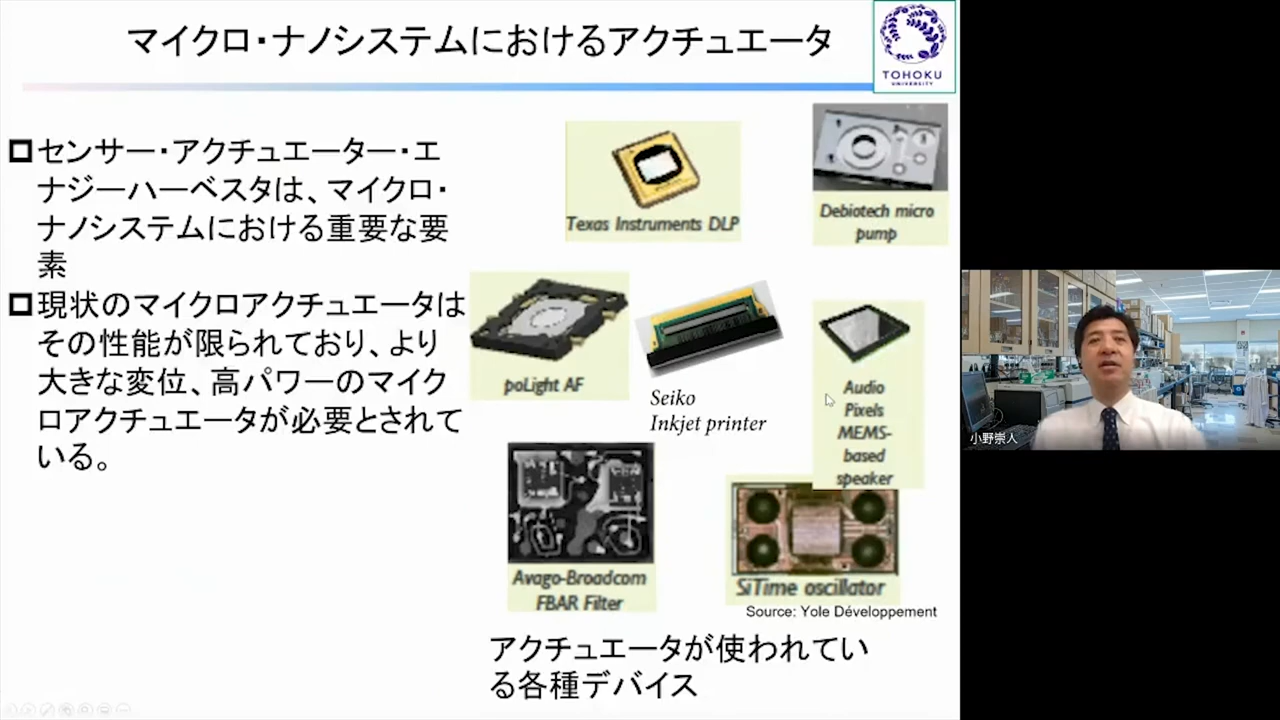 マイクロ・ナノシステムにおけるアクチュエータ
TOHOKU
UNIVERSITY
センサー・アクチュエーター・エ
ナジーハーベスタは、マイクロ・
ナノシステムにおける重要な要
素
現状のマイクロアクチュエータは
その性能が限られており、より
大きな変位、高パワーのマイク
ロアクチュエータが必要とされて
いる。
Texas Instruments DLP
Debiotech micro
pump
poLight AF
Seiko
Inkjet printer
Audio
Pixels
MEMS-
based
speaker
Avago-Broadcom
FBAR Filter
SiTime oscillator
Source: Yole Développement
アクチュエータが使われてい
る各種デバイス
小野崇人